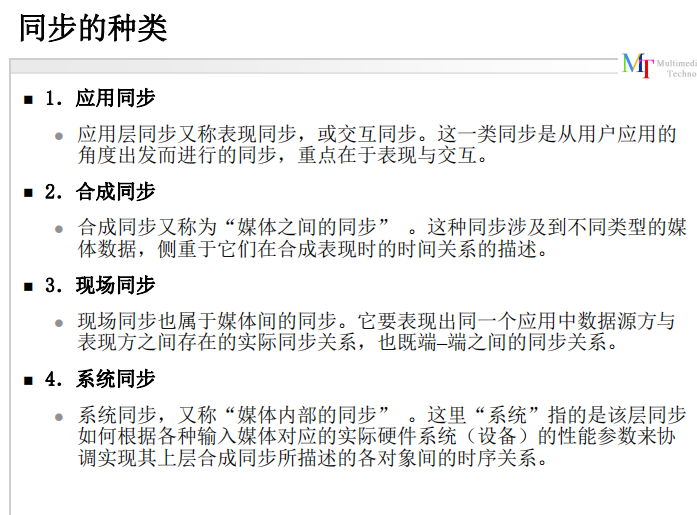 同步的种类
MT Multimedi
Techno
■ 1．应用同步
● 应用层同步又称表现同步，或交互同步。这一类同步是从用户应用的
角度出发而进行的同步，重点在于表现与交互。
■ 2．合成同步
● 合成同步又称为“媒体之间的同步” 。这种同步涉及到不同类型的媒
体数据，侧重于它们在合成表现时的时间关系的描述。
■ 3．现场同步
● 现场同步也属于媒体间的同步。它要表现出同一个应用中数据源方与
表现方之间存在的实际同步关系，也既端–端之间的同步关系。
■ 4．系统同步
● 系统同步，又称“媒体内部的同步” 。这里“系统”指的是该层同步
如何根据各种输入媒体对应的实际硬件系统（设备）的性能参数来协
调实现其上层合成同步所描述的各对象间的时序关系。